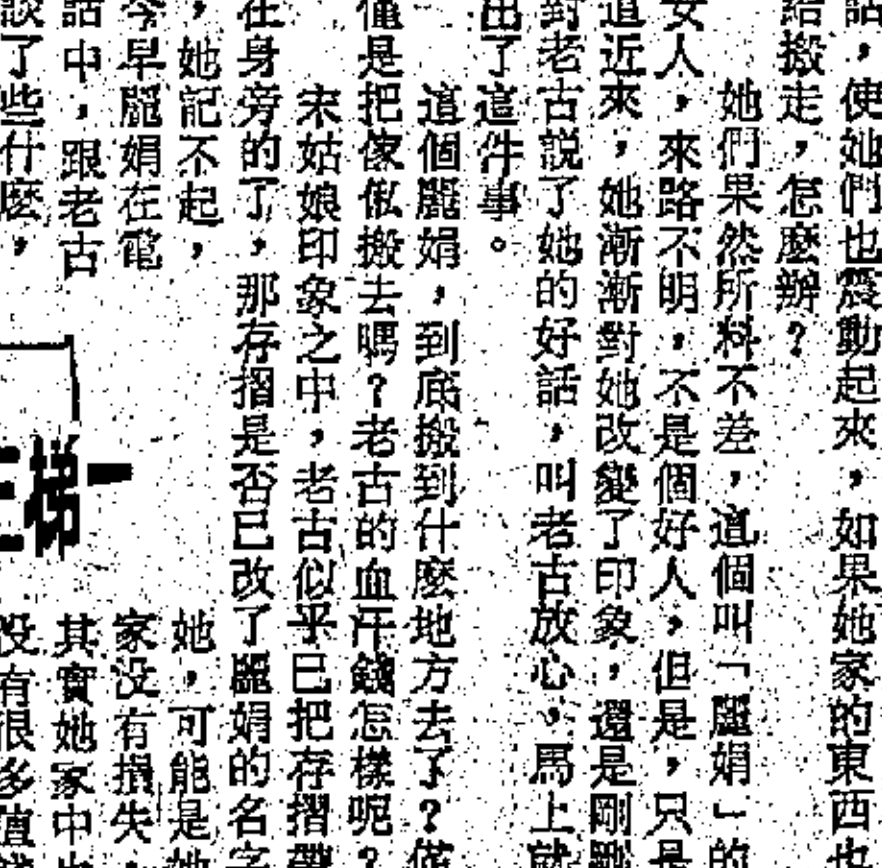 話，使她們也震動起來，如果她家的東西也
給搬走，怎麼辦？
她們果然所料不差，這個叫「麗娟」的
女人，來路不明，不是個好人，但是，只是
道近來，她漸漸對她改變了印象，還是剛剛
對老古說了她的好話，叫老古放心，馬上就
出了這件事。
這個麗娟，到底搬到什麼地方去了？僅
僅是把傢俬搬去嗎？老古的血汗錢怎樣呢？
宋姑娘印象之中，老古似乎已把存摺帶
在身旁的了，那存摺是否已改了麗娟的名字
，她記不起，
今早麗娟在電
話中，跟老古
談了些什麼，
她，可能是她
家没有損失，
其實她家中也
没有很多值錢